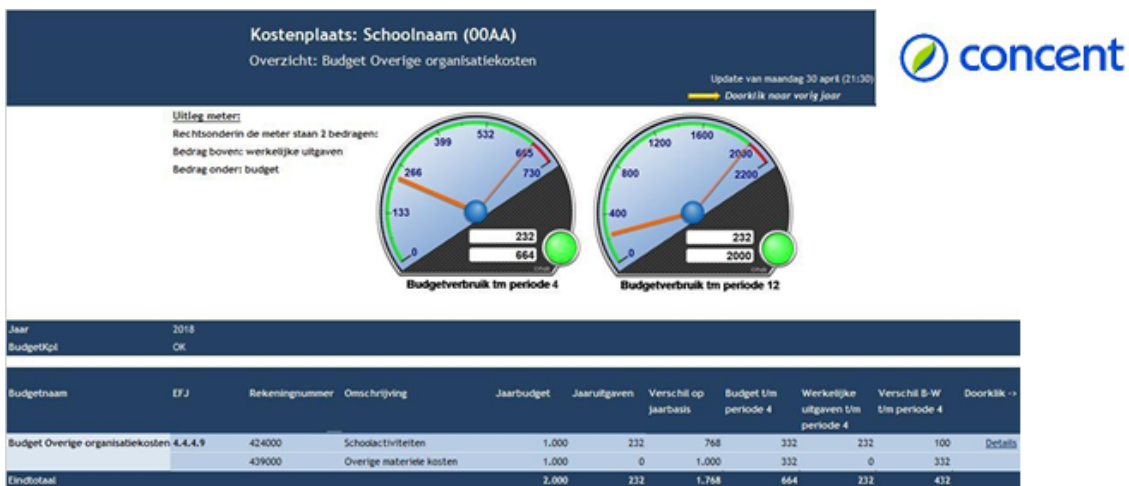 Kostenplaats: Schoolnaam (00AA)
Overzicht: Budget Overige organisatiekosten
Update van maandag 30 april (21:30)
Doorklik naar vorig jaar
concent
Uitleg meter:
Rechtsonderin de meter staan 2 bedragen:
Bedrag boven: werkelijke uitgaven
Bedrag onder: budget
0 133 266 399 532 665 730
232
664
Budgetverbruik tm periode 4
0 400 800 1200 1600 2000 2200
232
2000
Budgetverbruik tm periode 12
Jaar 2018
BudgetKpl OK
Budgetnaam EFJ Rekeningnummer Omschrijving Jaarbudget Jaaruitgaven Verschil op Budget t/m Werkelijke Verschil B-W Doorklik ->
jaarbasis periode 4 uitgaven t/m t/m periode 4
periode 4
Budget Overige organisatiekosten 4.4.4.9 424000 Schoolactiviteiten 1.000 232 768 332 232 100 Details
439000 Overige materiele kosten 1.000 0 1.000 332 0 332
Eindtotaal 2.000 232 1.768 664 232 432